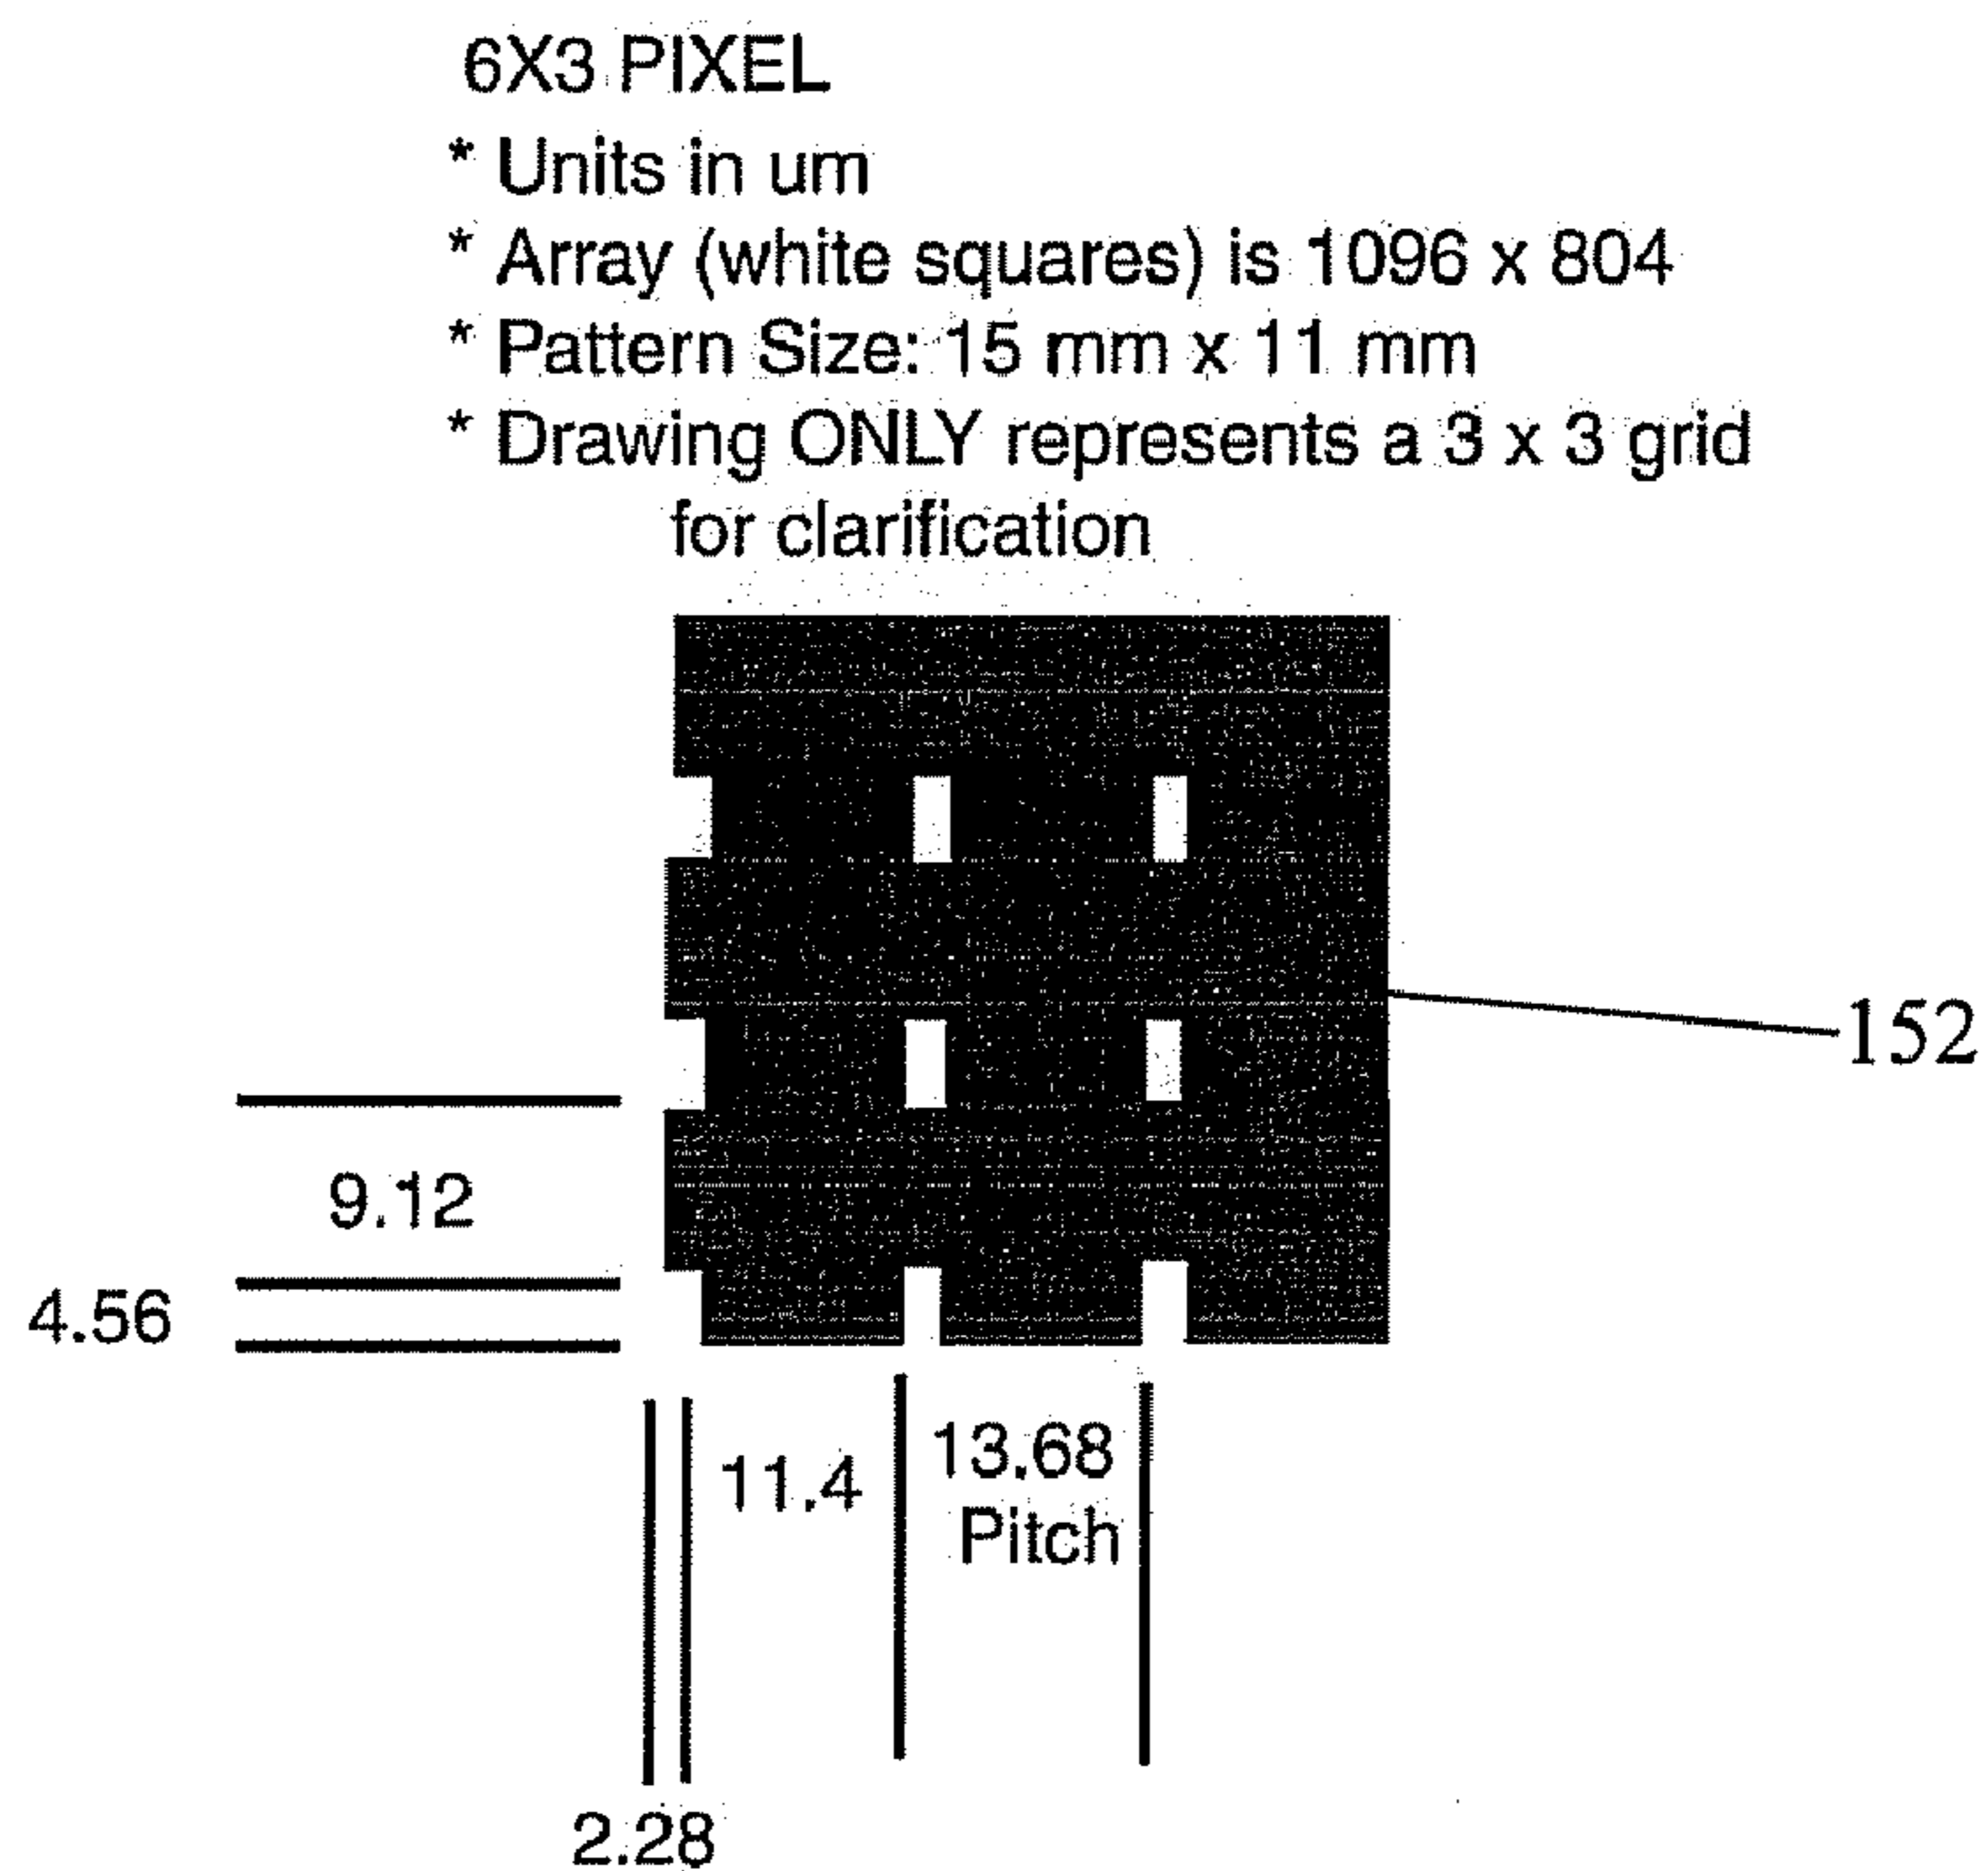 6X3 PIXEL
* Units in um
* Array (white squares) is 1096 x 804
* Pattern Size: 15 mm x 11 mm
* Drawing ONLY represents a 3 x 3 grid
for clarification
152
9.12
4.56
11.4
13.68
Pitch
2.28